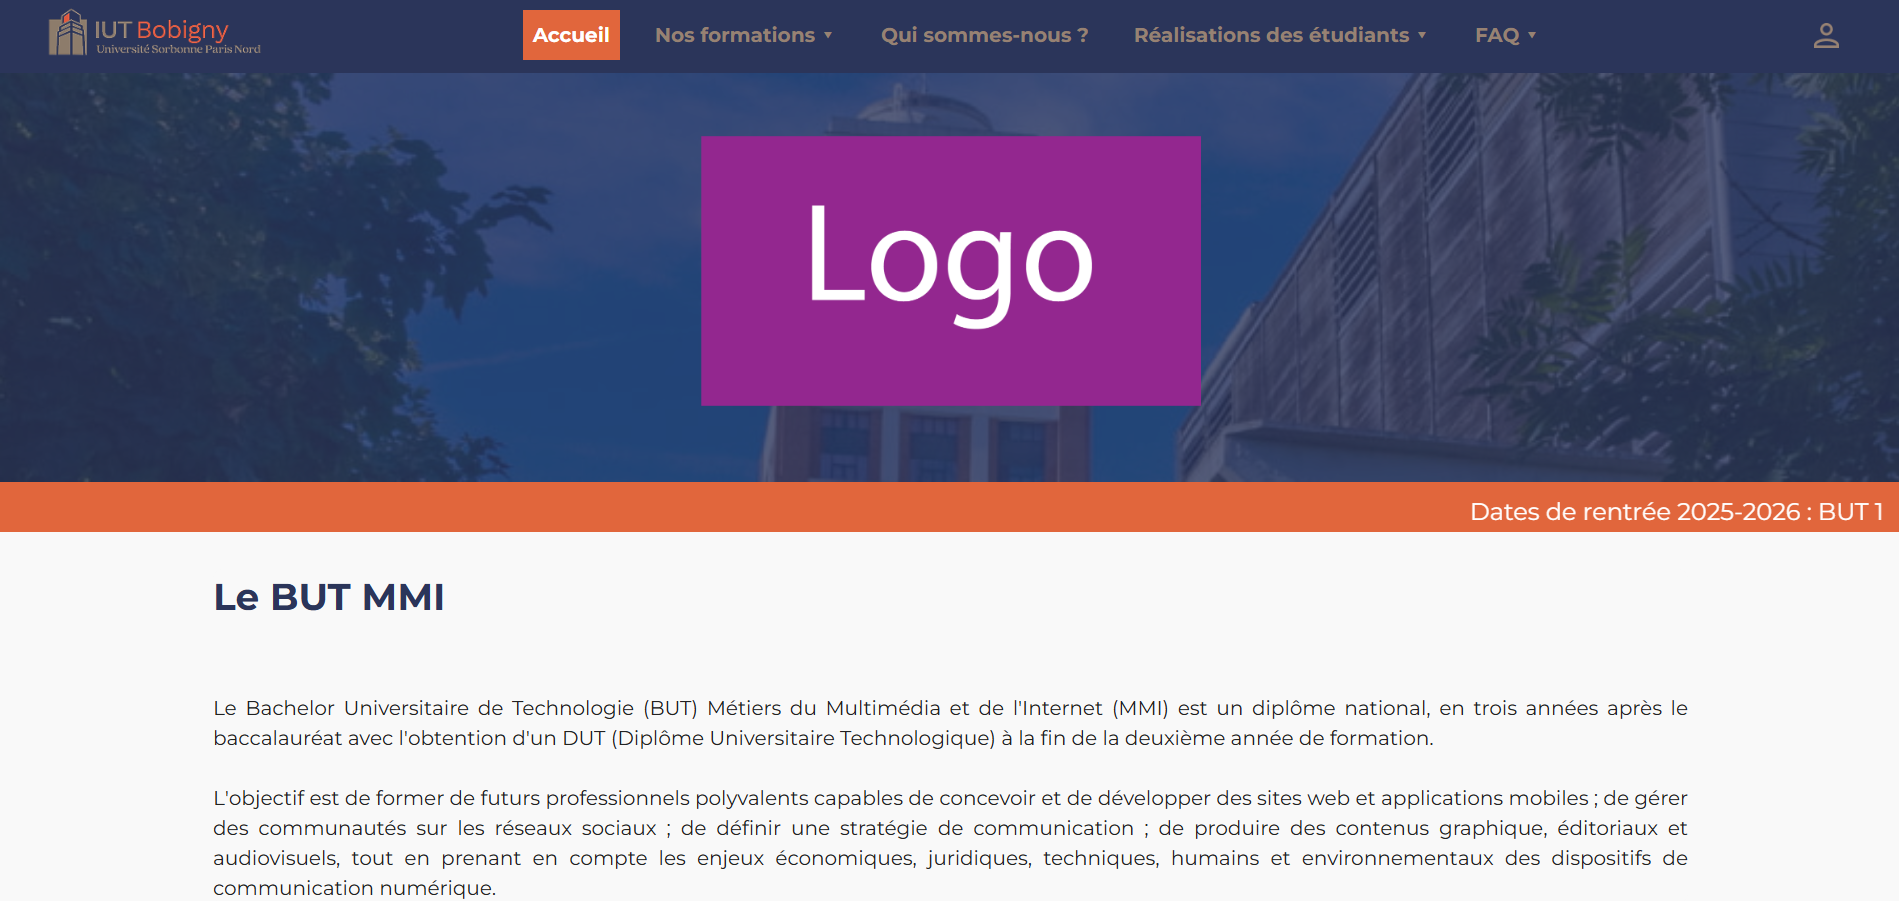 IUT Bobigny
Université Sorbonne Paris Nord
Accueil
Nos formations
Qui sommes-nous ?
Réalisations des étudiants
FAQ
Logo
Dates de rentrée 2025-2026 : BUT 1
Le BUT MMI
Le Bachelor Universitaire de Technologie (BUT) Métiers du Multimédia et de l'Internet (MMI) est un diplôme national, en trois années après le
baccalauréat avec l'obtention d'un DUT (Diplôme Universitaire Technologique) à la fin de la deuxième année de formation.
L'objectif est de former de futurs professionnels polyvalents capables de concevoir et de développer des sites web et applications mobiles ; de gérer
des communautés sur les réseaux sociaux ; de définir une stratégie de communication ; de produire des contenus graphique, éditoriaux et
audiovisuels, tout en prenant en compte les enjeux économiques, juridiques, techniques, humains et environnementaux des dispositifs de
communication numérique.